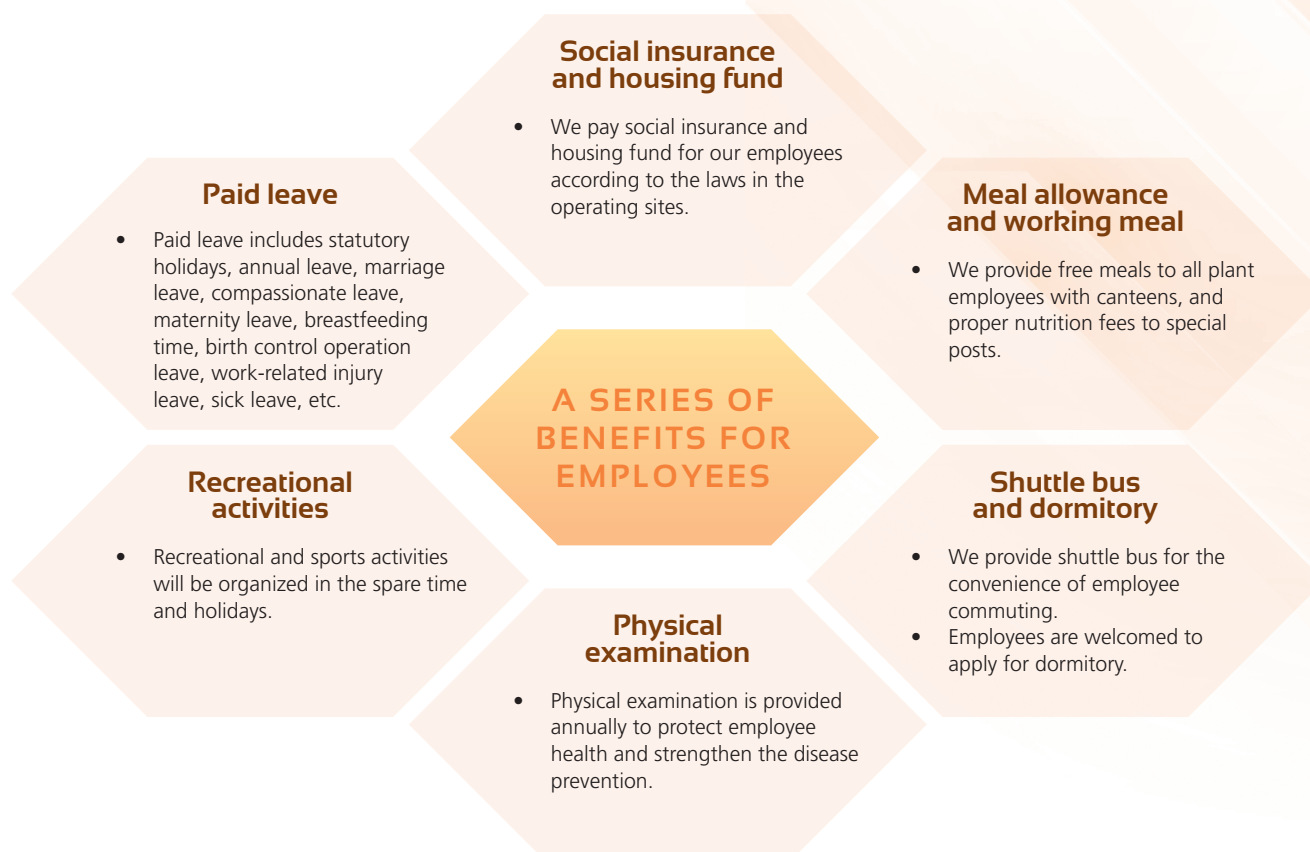 Social insurance
and housing fund
• We pay social insurance and
housing fund for our employees
according to the laws in the
operating sites.
Paid leave
• Paid leave includes statutory
holidays, annual leave, marriage
leave, compassionate leave,
maternity leave, breastfeeding
time, birth control operation
leave, work-related injury
leave, sick leave, etc.
Meal allowance
and working meal
• We provide free meals to all plant
employees with canteens, and
proper nutrition fees to special
posts.
A SERIES OF
BENEFITS FOR
EMPLOYEES
Recreational
activities
• Recreational and sports activities
will be organized in the spare time
and holidays.
Shuttle bus
and dormitory
• We provide shuttle bus for the
convenience of employee
commuting.
• Employees are welcomed to
apply for dormitory.
Physical
examination
• Physical examination is provided
annually to protect employee
health and strengthen the disease
prevention.